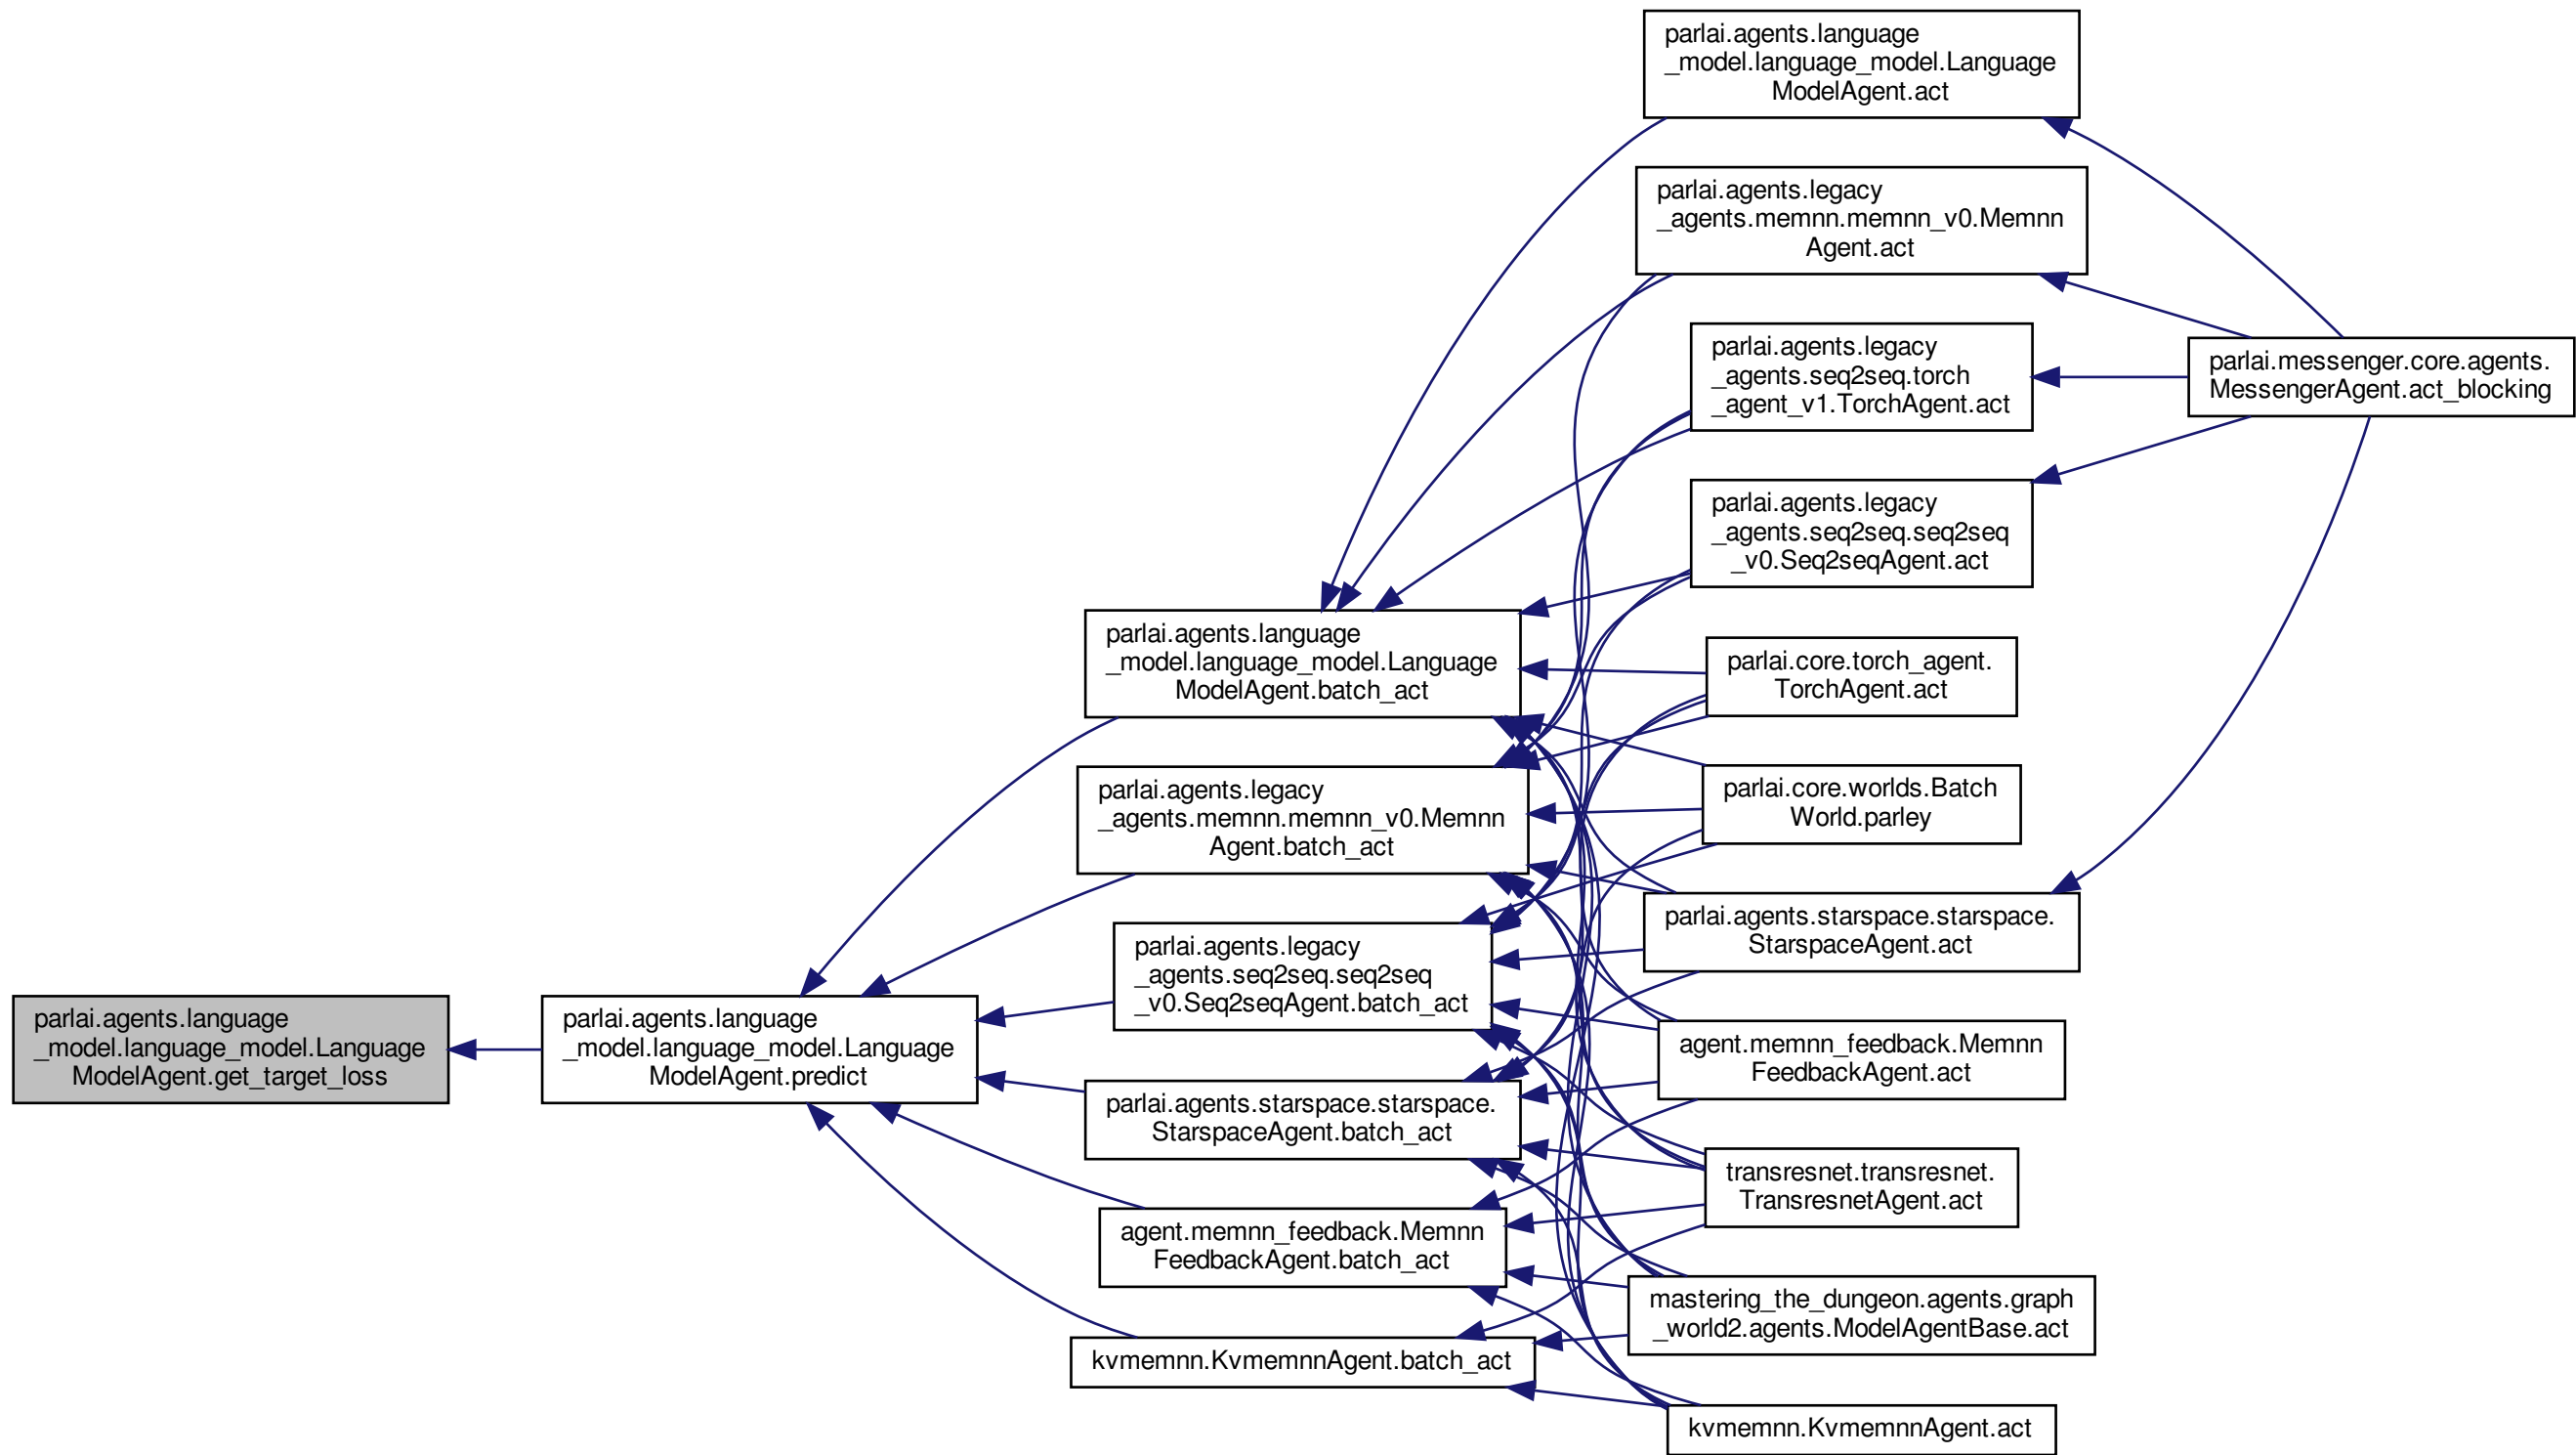 parlai.agents.language
_model.language_model.Language
ModelAgent.get_target_loss
parlai.agents.language
_model.language_model.Language
ModelAgent.predict
parlai.agents.language
_model.language_model.Language
ModelAgent.batch_act
parlai.agents.legacy
_agents.memnn.memnn_v0.Memnn
Agent.batch_act
parlai.agents.legacy
_agents.seq2seq.seq2seq
_v0.Seq2seqAgent.batch_act
parlai.agents.starspace.starspace.
StarspaceAgent.batch_act
agent.memnn_feedback.Memnn
FeedbackAgent.batch_act
kvmemnn.KvmemnnAgent.batch_act
parlai.agents.language
_model.language_model.Language
ModelAgent.act
parlai.agents.legacy
_agents.memnn.memnn_v0.Memnn
Agent.act
parlai.agents.legacy
_agents.seq2seq.torch
_agent_v1.TorchAgent.act
parlai.agents.legacy
_agents.seq2seq.seq2seq
_v0.Seq2seqAgent.act
parlai.core.torch_agent.
TorchAgent.act
parlai.core.worlds.Batch
World.parley
parlai.agents.starspace.starspace.
StarspaceAgent.act
agent.memnn_feedback.Memnn
FeedbackAgent.act
transresnet.transresnet.
TransresnetAgent.act
mastering_the_dungeon.agents.graph
_world2.agents.ModelAgentBase.act
kvmemnn.KvmemnnAgent.act
parlai.messenger.core.agents.
MessengerAgent.act_blocking